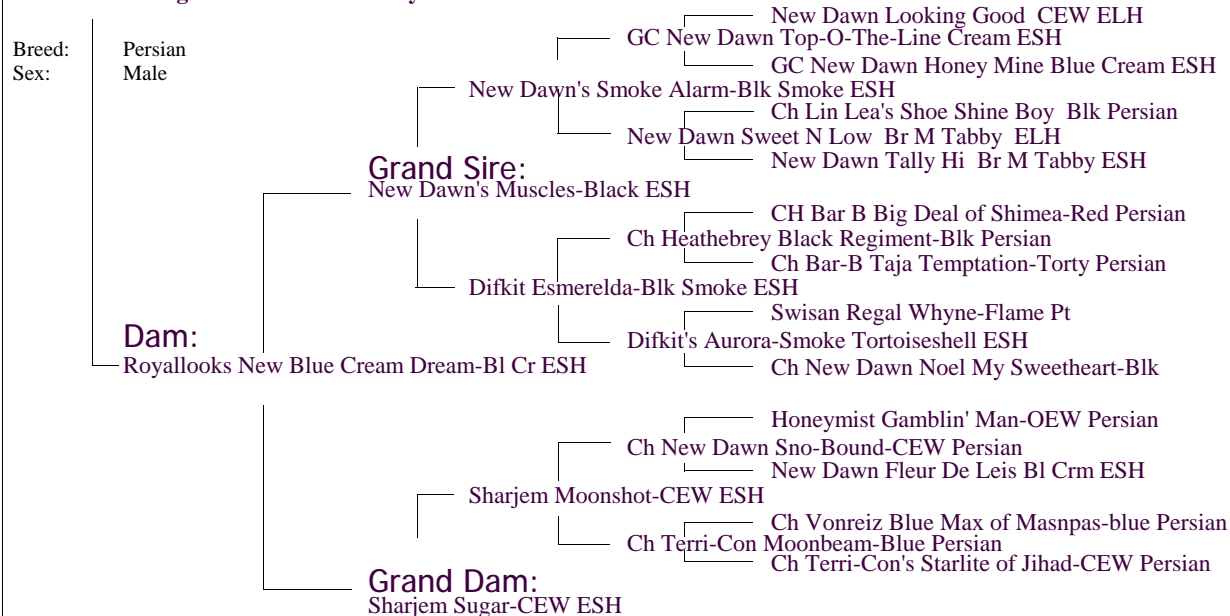 New Dawn Looking Good  CEW ELH
GC New Dawn Top-O-The-Line Cream ESH
Breed: Persian
GC New Dawn Honey Mine Blue Cream ESH
Sex: Male
New Dawn's Smoke Alarm-Blk Smoke ESH
Ch Lin Lea's Shoe Shine Boy  Blk Persian
New Dawn Sweet N Low  Br M Tabby  ELH
New Dawn Tally Hi  Br M Tabby ESH
Grand Sire:
New Dawn's Muscles-Black ESH
CH Bar B Big Deal of Shimea-Red Persian
Ch Heathebrey Black Regiment-Blk Persian
Ch Bar-B Taja Temptation-Torty Persian
Difkit Esmerelda-Blk Smoke ESH
Swisan Regal Whyne-Flame Pt
Difkit's Aurora-Smoke Tortoiseshell ESH
Dam:
Royallooks New Blue Cream Dream-Bl Cr ESH
Ch New Dawn Noel My Sweetheart-Blk
Honeymist Gamblin' Man-OEW Persian
Ch New Dawn Sno-Bound-CEW Persian
New Dawn Fleur De Leis Bl Crm ESH
Sharjem Moonshot-CEW ESH
Ch Vonreiz Blue Max of Masnpas-blue Persian
Ch Terri-Con Moonbeam-Blue Persian
Ch Terri-Con's Starlite of Jihad-CEW Persian
Grand Dam:
Sharjem Sugar-CEW ESH